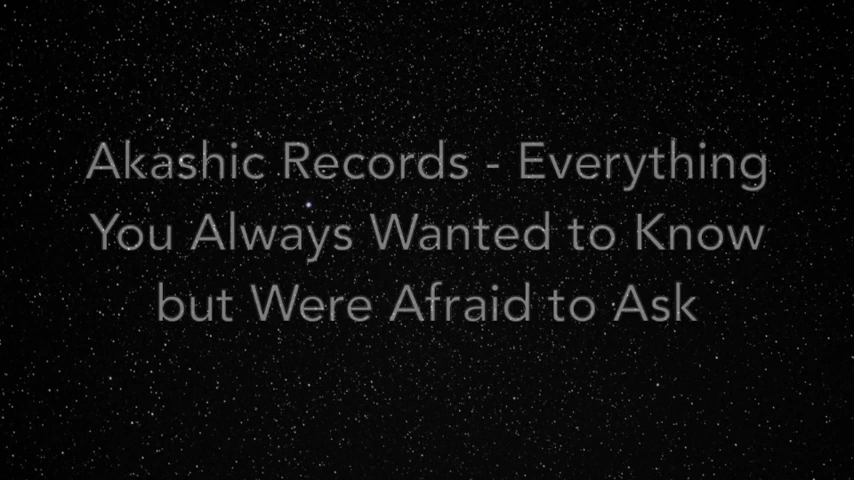 Akashic Records - Everything
You Always Wanted to Know
but Were Afraid to Ask